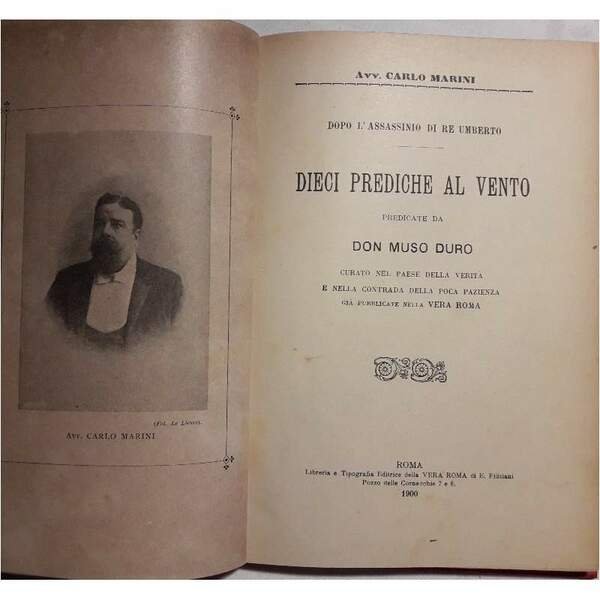 (Fot. Le Lieure).
Avv. CARLO MARINI
Avv. CARLO MARINI
DOPO L'ASSASSINIO DI RE UMBERTO
DIECI PREDICHE AL VENTO
PREDICATE DA
DON MUSO DURO
CURATO NEL PAESE DELLA VERITÀ
E NELLA CONTRADA DELLA POCA PAZIENZA
GIÀ PUBBLICATE NELLA VERA ROMA
ROMA
Libreria e Tipografia Editrice della VERA ROMA di E. Filiziani
Pozzo delle Cornacchie 7 e 8.
1900